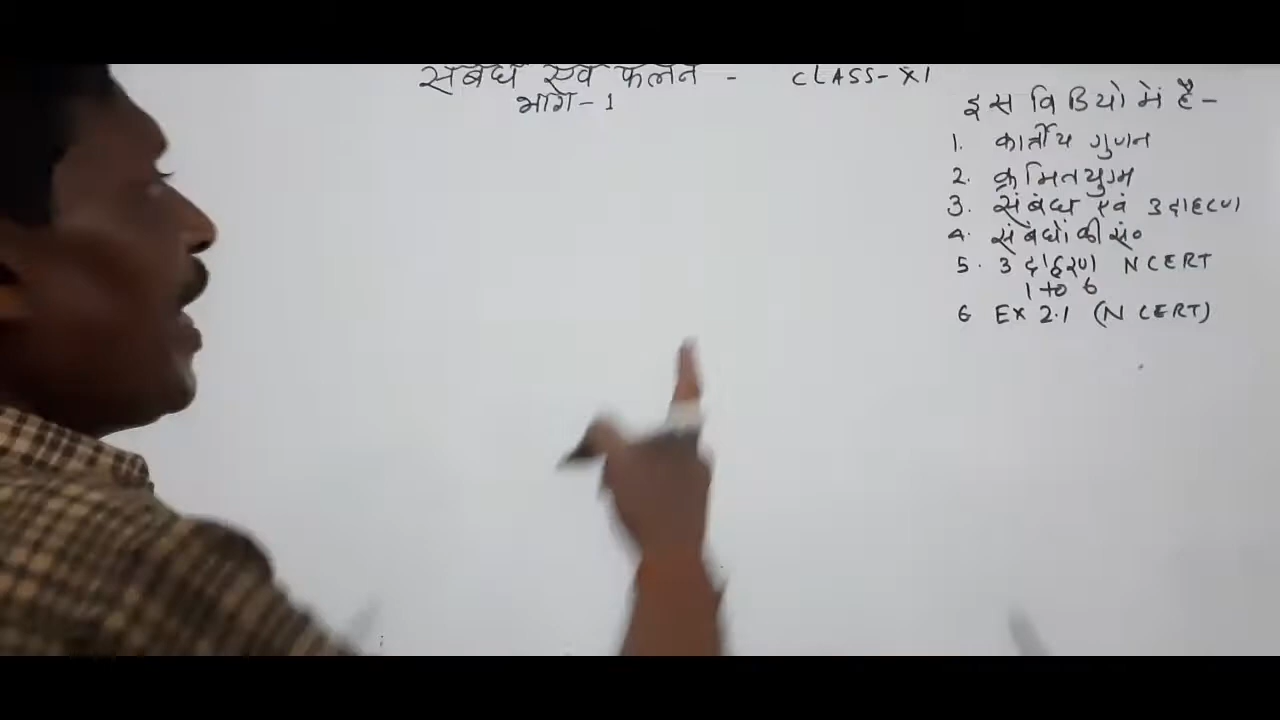 संबंध एवं फलन - CLASS-XI
भाग-1
इस विडियो में है-
1. कार्तीय गुणन
2. क्रमितयुग्म
3. संबंध एवं उदाहरण
4. संबंधों की सं०
5. उदाहरण NCERT
1 to 6
6 Ex 2.1 (NCERT)